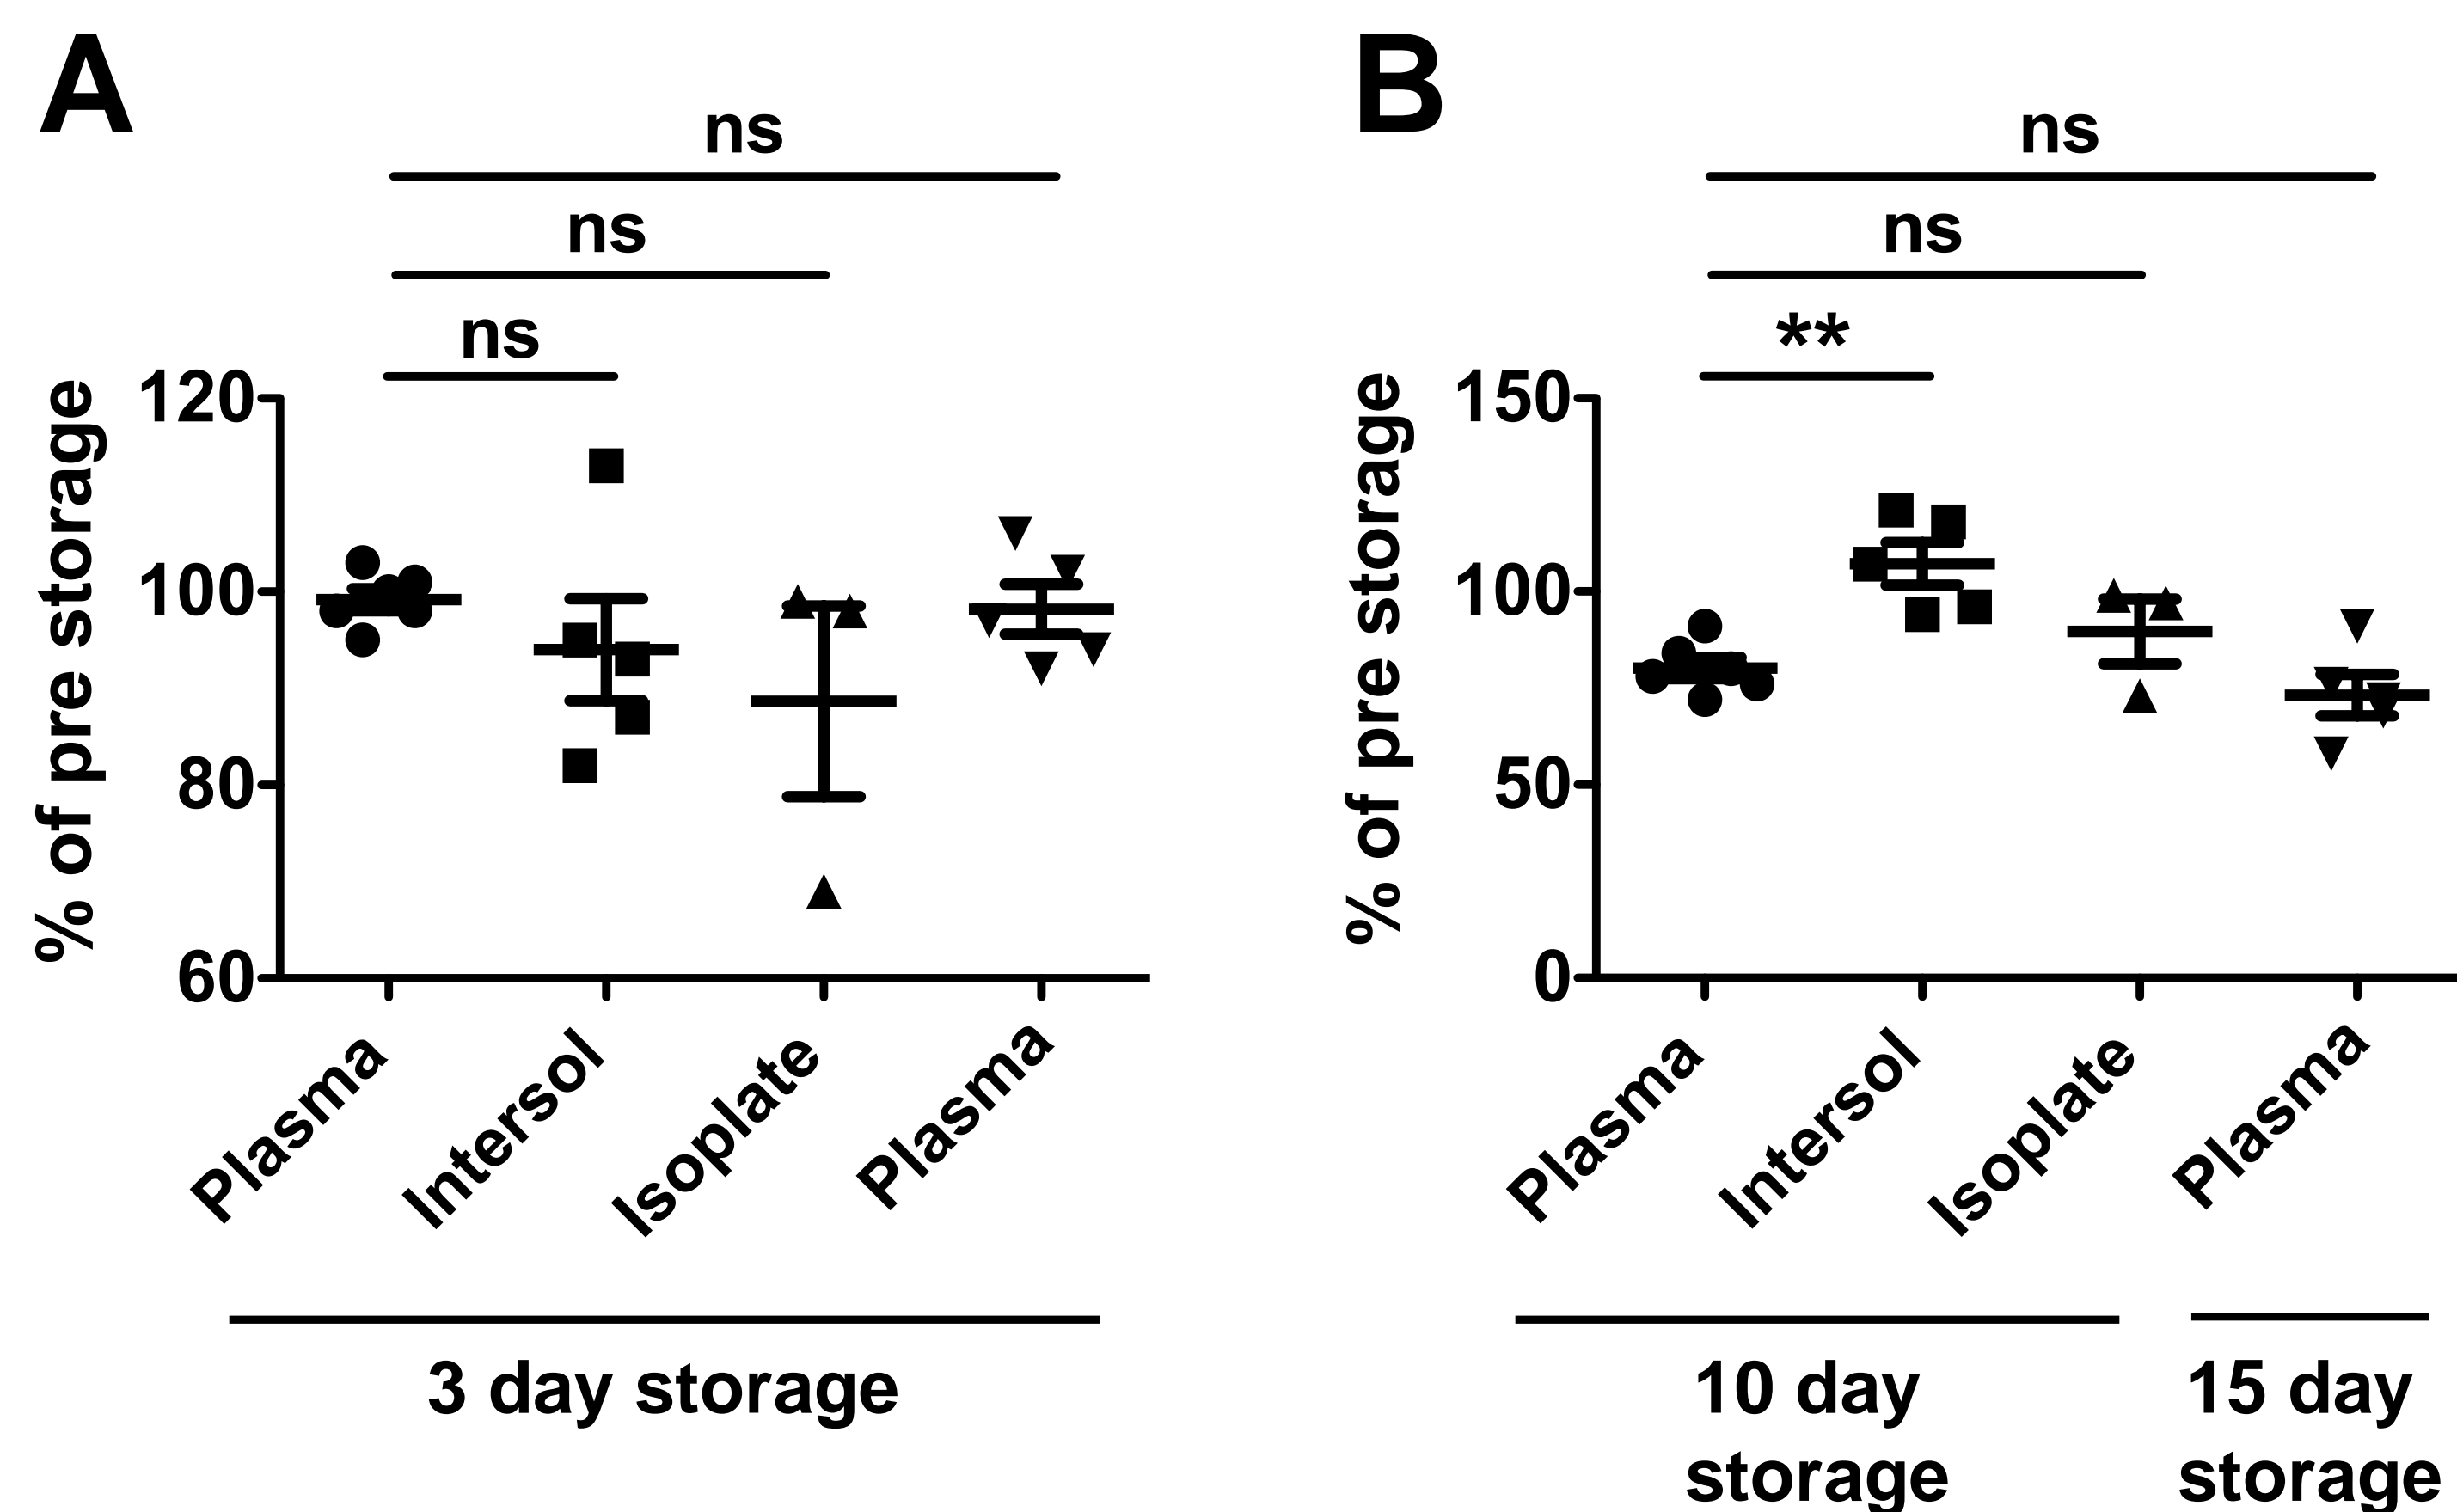 A
ns
ns
ns
% of pre storage
120
100
80
60
Plasma
Intersol
Isoplate
Plasma
3 day storage
B
ns
ns
**
% of pre storage
150
100
50
0
Plasma
Intersol
Isoplate
Plasma
10 day
storage
15 day
storage